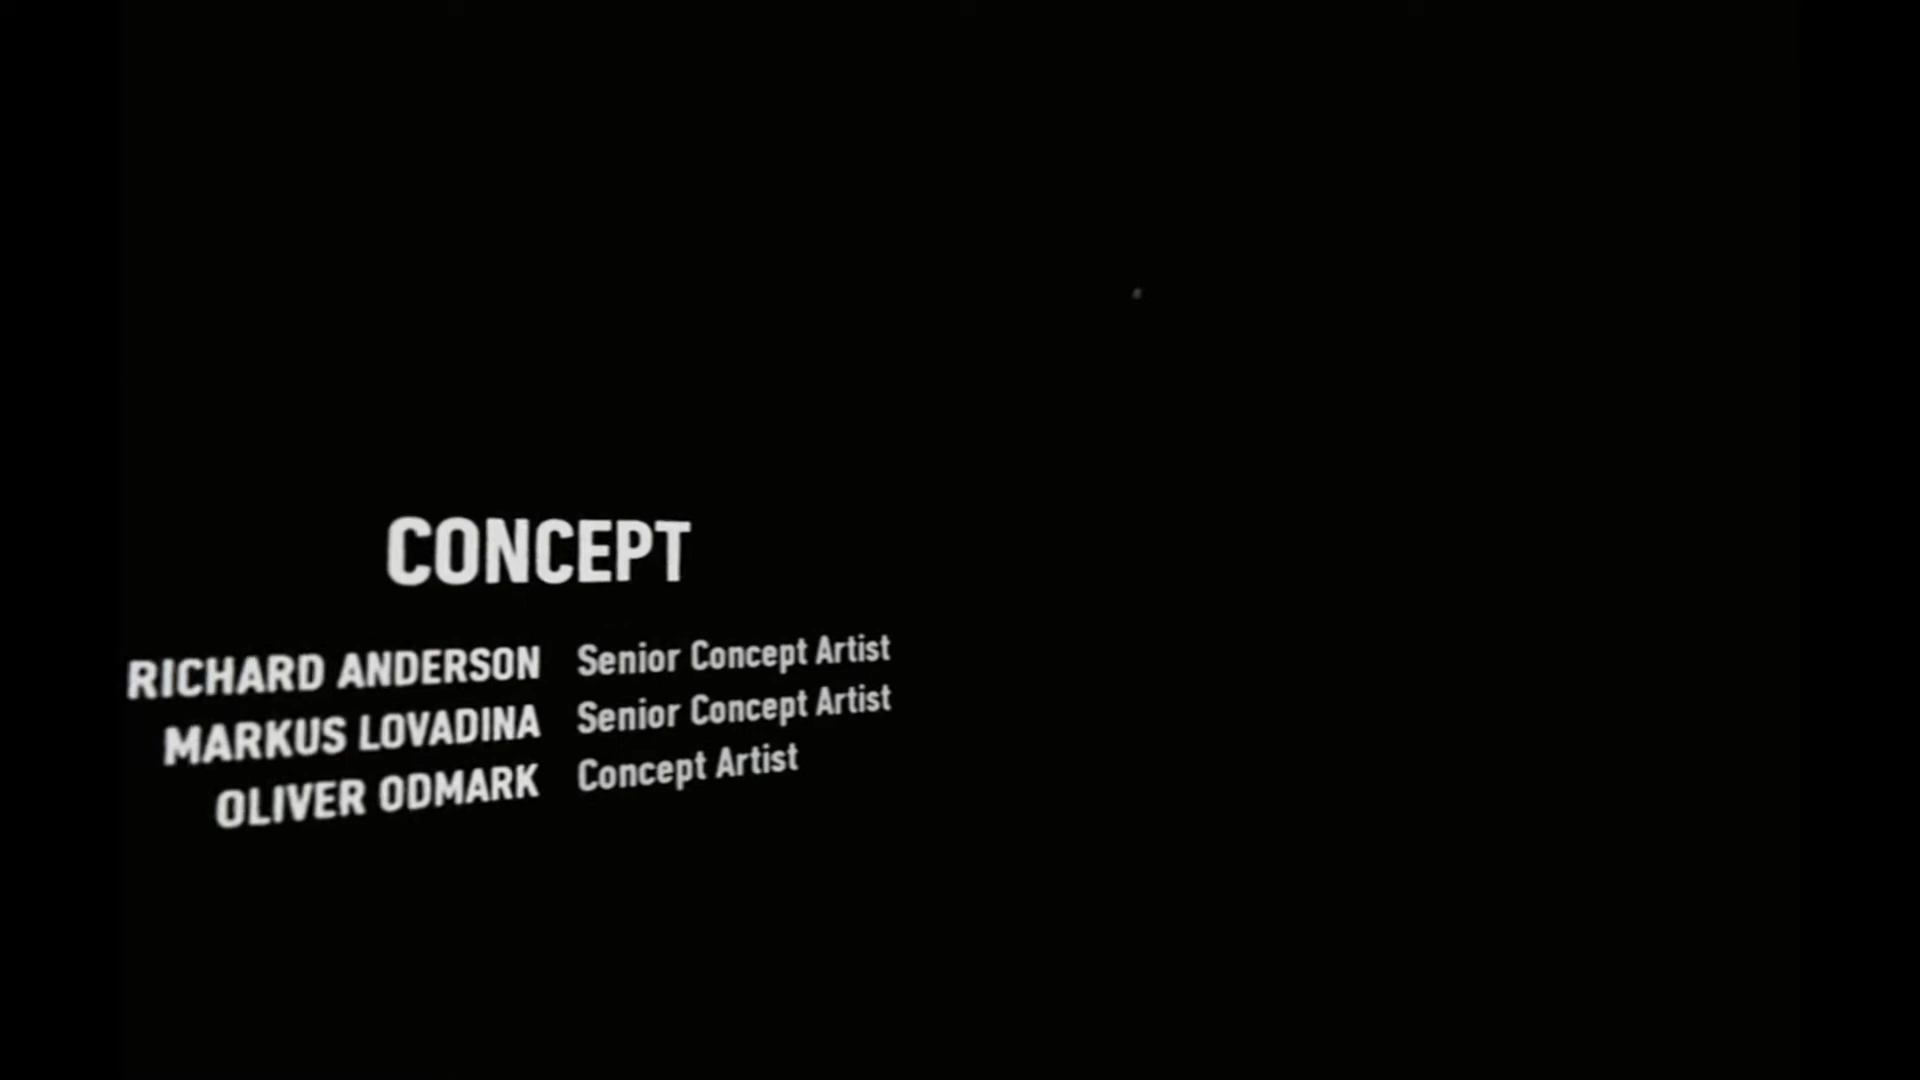 CONCEPT
RICHARD ANDERSON Senior Concept Artist
MARKUS LOVADINA Senior Concept Artist
OLIVER ODMARK Concept Artist